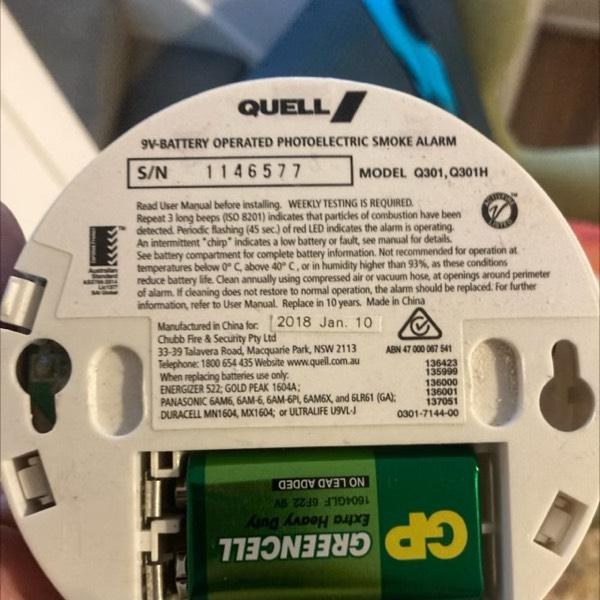 QUELL
9V-BATTERY OPERATED PHOTOELECTRIC SMOKE ALARM
S/N 1146577 MODEL Q301,Q301H
Read User Manual before installing. WEEKLY TESTING IS REQUIRED.
Repeat 3 long beeps (ISO 8201) indicates that particles of combustion have been
detected. Periodic flashing (45 sec.) of red LED indicates the alarm is operating.
An intermittent "chirp" indicates a low battery or fault, see manual for details.
See battery compartment for complete battery information. Not recommended for operation at
temperatures below 0° C, above 40° C, or in humidity higher than 93%, as these conditions
reduce battery life. Clean annually using compressed air or vacuum hose, at openings around perimeter
of alarm. If cleaning does not restore to normal operation, the alarm should be replaced. For further
information, refer to User Manual. Replace in 10 years. Made in China
Australian
Standard
Manufactured in China for: 2018 Jan. 10
Chubb Fire & Security Pty Ltd
33-39 Talavera Road, Macquarie Park, NSW 2113
Telephone: 1800 654 435 Website www.quell.com.au
When replacing batteries use only:
ENERGIZER 522; GOLD PEAK 1604A;
PANASONIC 6AM6, 6AM-6, 6AM-6PI, 6AM6X, and 6LR61 (GA);
DURACELL MN1604, MX1604; or ULTRALIFE U9VL-J
ABN 47 000 067 541
136423
135999
136000
136001
137051
0301-7144-00
GP GREENCELL
Extra Heavy Duty
1604GLF 6F22 9V
NO LEAD ADDED